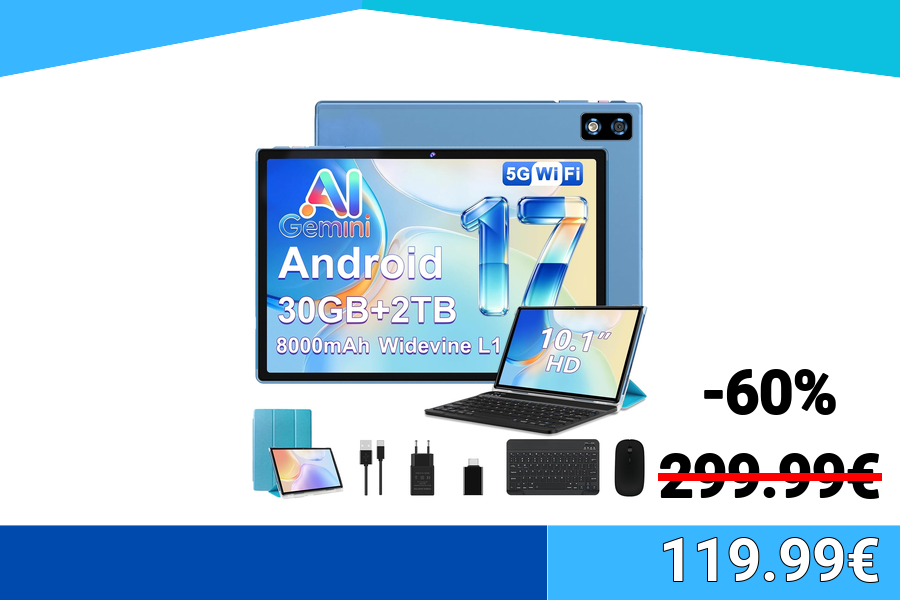 AI
Gemini
5G WiFi
Android 17
30GB+2TB
8000mAh Widevine L1
10.1”
HD
-60%
299.99€
119.99€